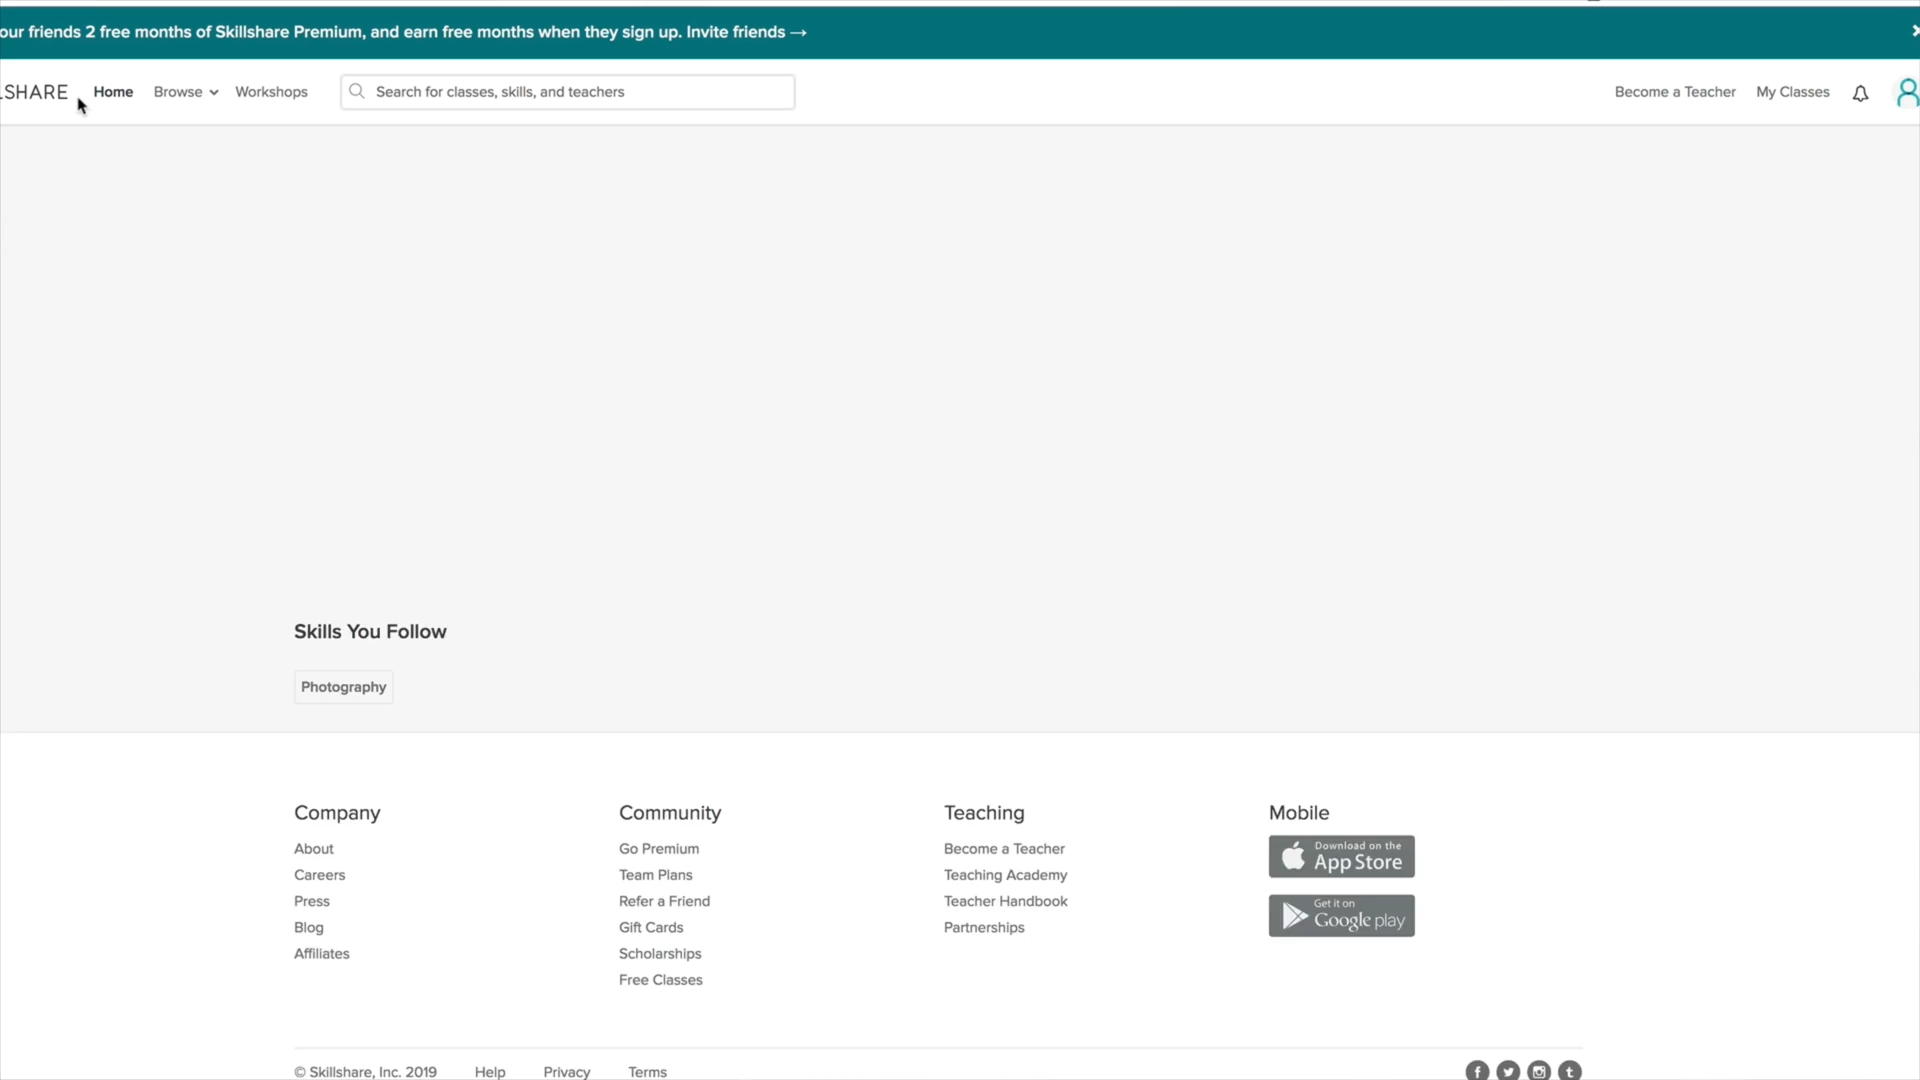 our friends 2 free months of Skillshare Premium, and earn free months when they sign up. Invite friends →
LSHARE Home Browse Workshops Search for classes, skills, and teachers Become a Teacher My Classes
Skills You Follow
Photography
Company
About
Careers
Press
Blog
Affiliates
Community
Go Premium
Team Plans
Refer a Friend
Gift Cards
Scholarships
Free Classes
Teaching
Become a Teacher
Teaching Academy
Teacher Handbook
Partnerships
Mobile
Download on the
App Store
Get it on
Google play
© Skillshare, Inc. 2019 Help Privacy Terms